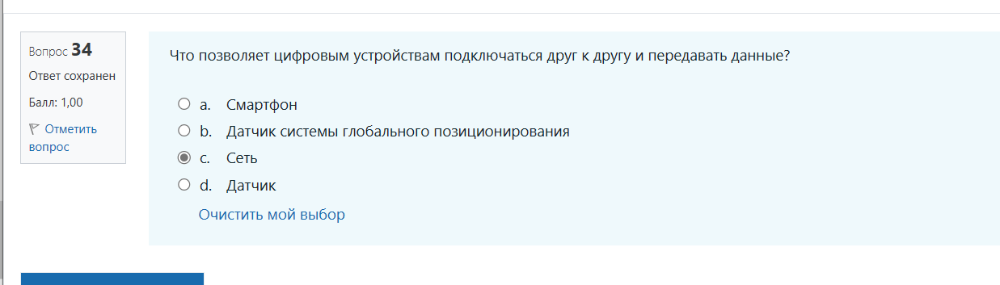 Вопрос 34
Ответ сохранен
Балл: 1,00
Отметить
вопрос
Что позволяет цифровым устройствам подключаться друг к другу и передавать данные?
a. Смартфон
b. Датчик системы глобального позиционирования
c. Сеть
d. Датчик
Очистить мой выбор